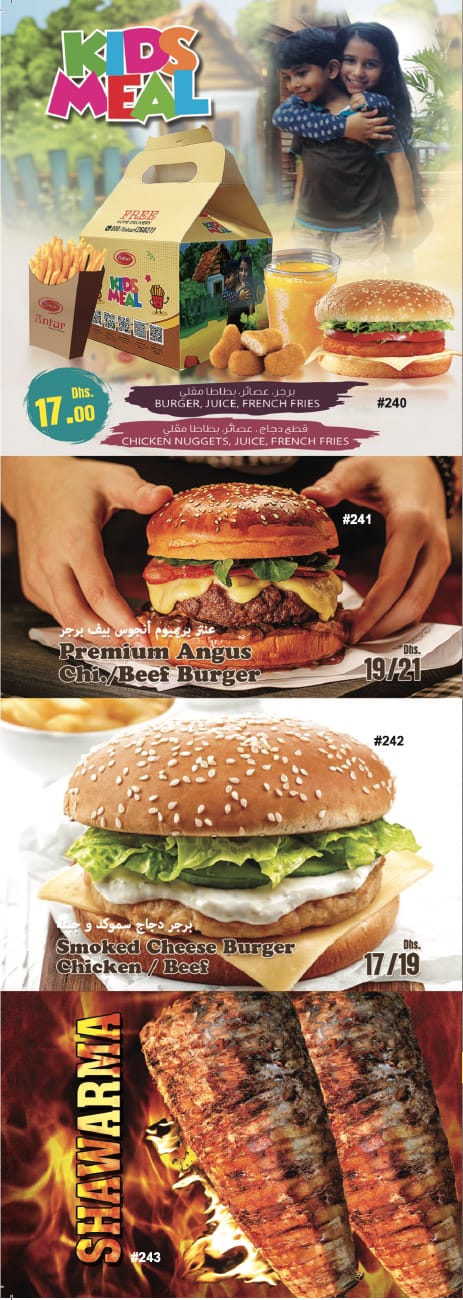 KIDS
MEAL
FREE
HOME DELIVERY
KIDS
MEAL
Antar
برجر، عصائر، بطاطا مقلي
BURGER, JUICE, FRENCH FRIES
#240
Dhs.
17.00
قطع دجاج، عصائر، بطاطا مقلي
CHICKEN NUGGETS, JUICE, FRENCH FRIES
#241
عنتر بريميوم أنجوس بيف برجر
Premium Angus
Chi./Beef Burger
Dhs.
19/21
#242
برجر دجاج سموكد و جبنة
Smoked Cheese Burger
Chicken / Beef
Dhs.
17/19
SHAWARMA
#243